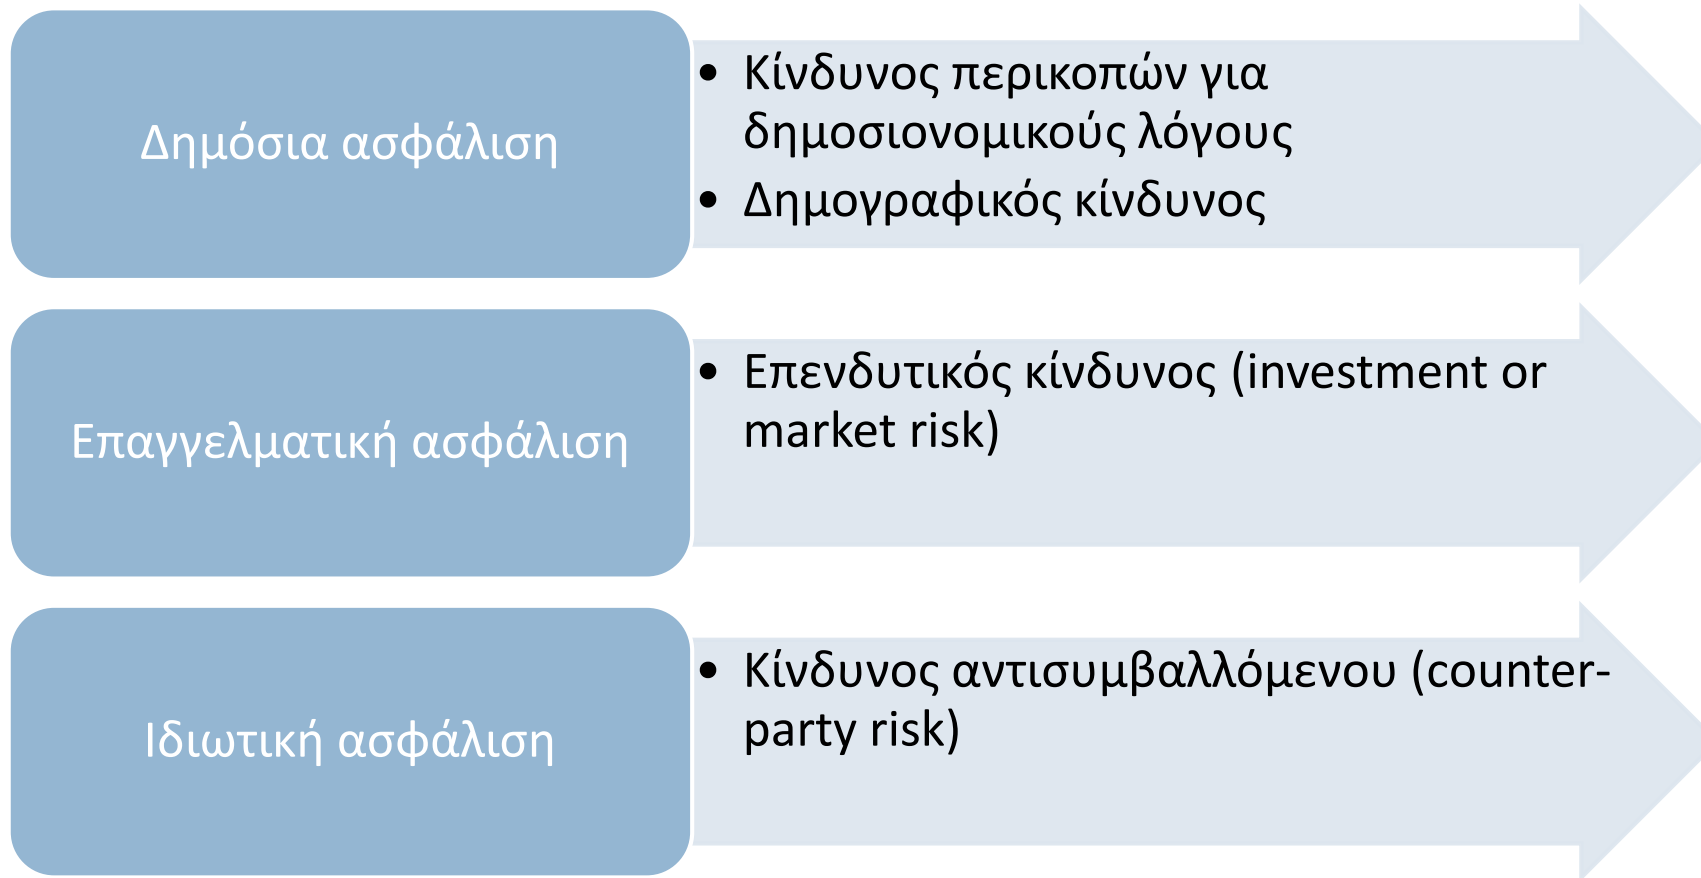 Δημόσια ασφάλιση
• Κίνδυνος περικοπών για
δημοσιονομικούς λόγους
• Δημογραφικός κίνδυνος
Επαγγελματική ασφάλιση
• Επενδυτικός κίνδυνος (investment or
market risk)
Ιδιωτική ασφάλιση
• Κίνδυνος αντισυμβαλλόμενου (counter-
party risk)